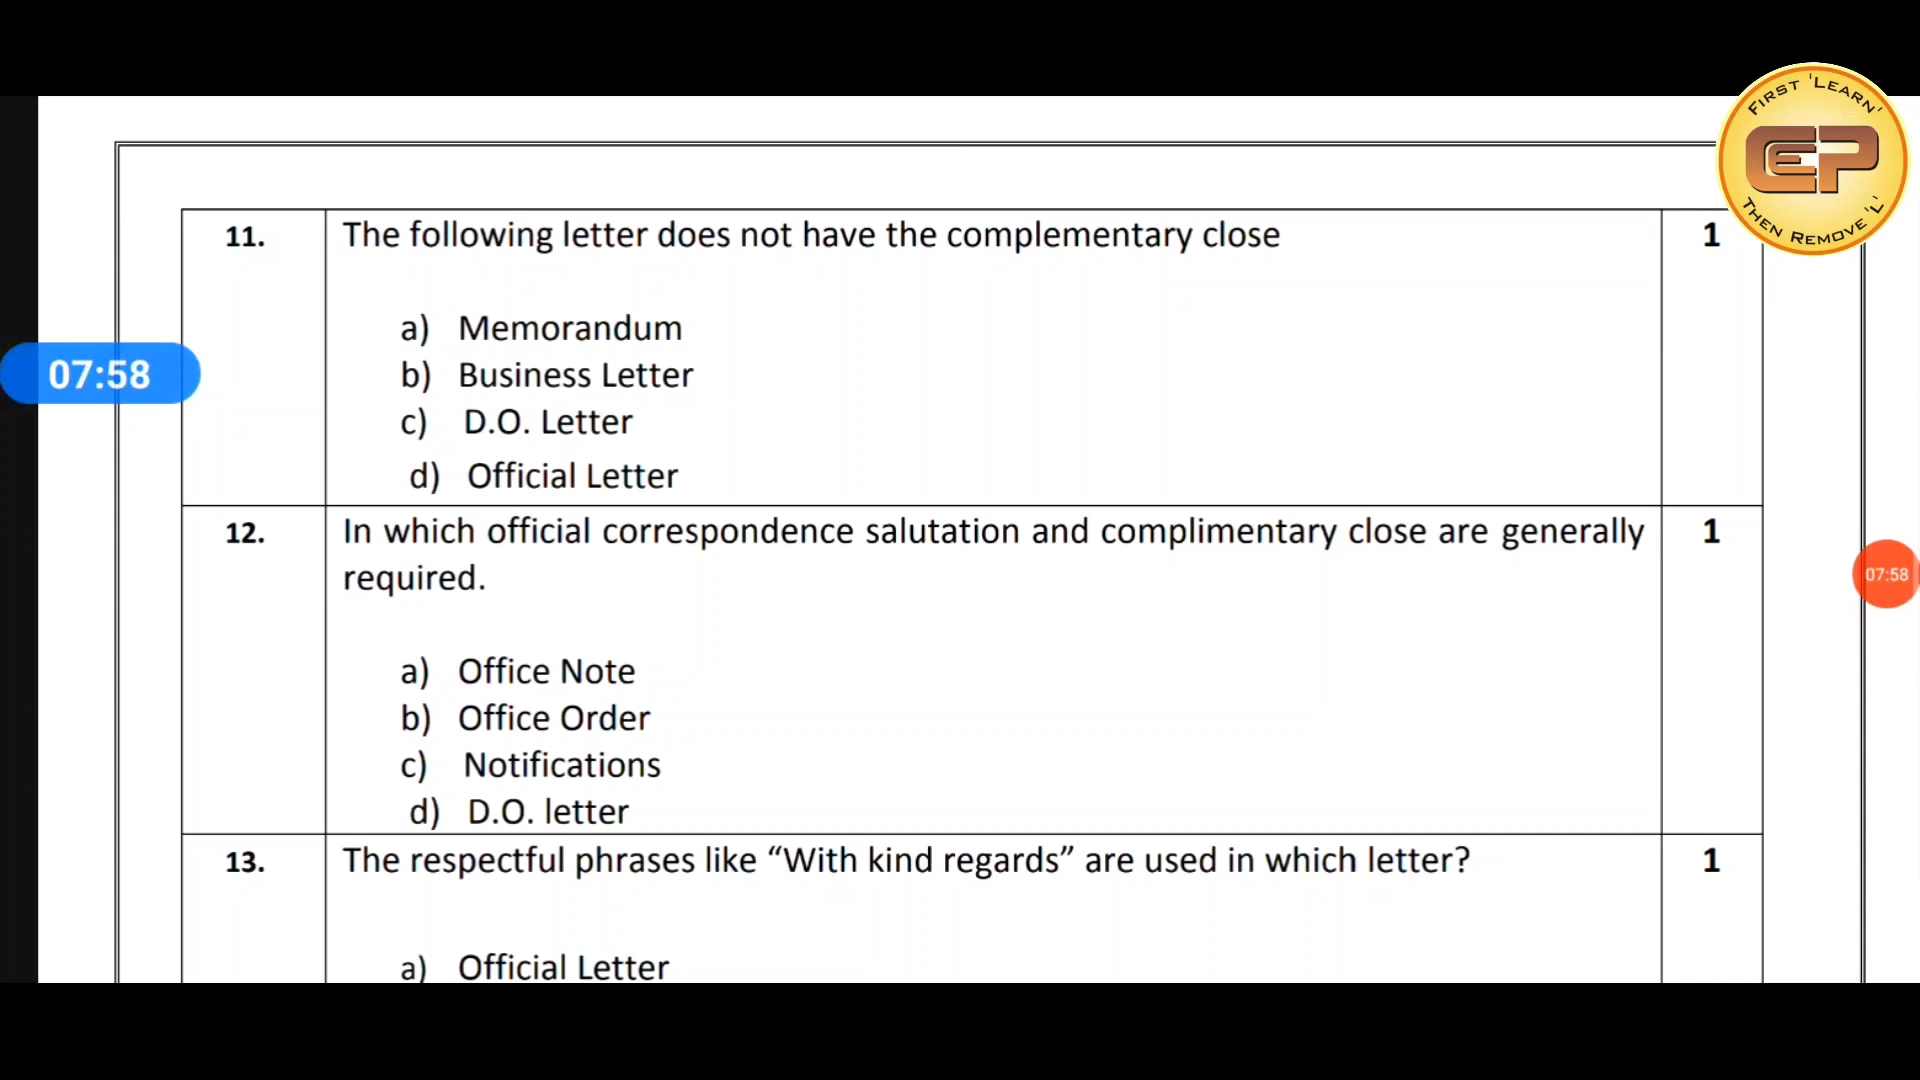 FIRST 'LEARN'
EP
THEN REMOVE 'L'
11. The following letter does not have the complementary close 1
a) Memorandum
07:58
b) Business Letter
c) D.O. Letter
d) Official Letter
12. In which official correspondence salutation and complimentary close are generally 1
required.
07:58
a) Office Note
b) Office Order
c) Notifications
d) D.O. letter
13. The respectful phrases like “With kind regards” are used in which letter? 1
a) Official Letter